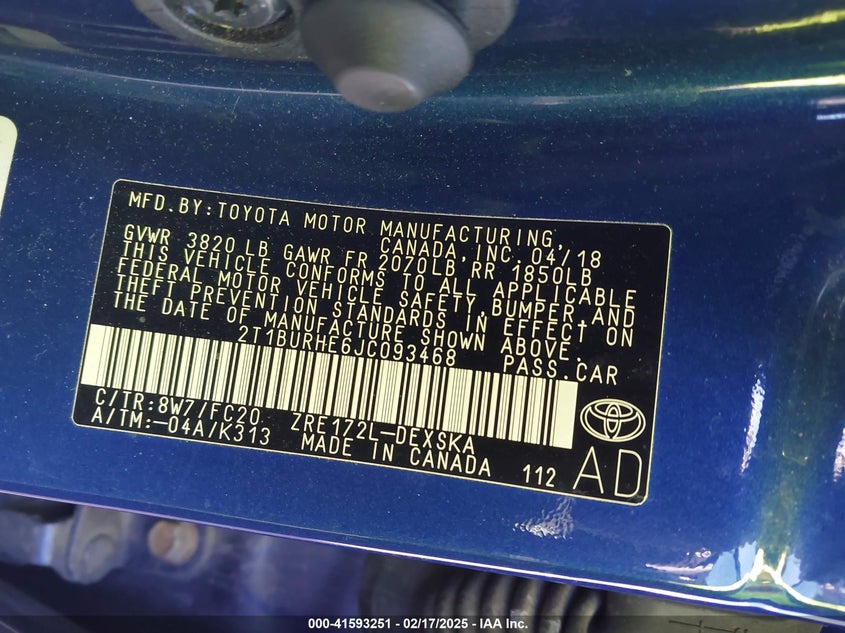 MFD.BY:TOYOTA MOTOR MANUFACTURING,
CANADA,INC. 04/18
GVWR 3820 LB GAWR FR 2070LB RR 1850LB
THIS VEHICLE CONFORMS TO ALL APPLICABLE
FEDERAL MOTOR VEHICLE SAFETY,BUMPER,AND
THEFT PREVENTION STANDARDS IN EFFECT ON
THE DATE OF MANUFACTURE SHOWN ABOVE.
2T1BURHE6JC093468 PASS.CAR
C/TR:8W7/FC20 ZRE172L-DEXSKA
A/TM:-04A/K313 MADE IN CANADA 112 AD
000-41593251 - 02/17/2025 - IAA Inc.